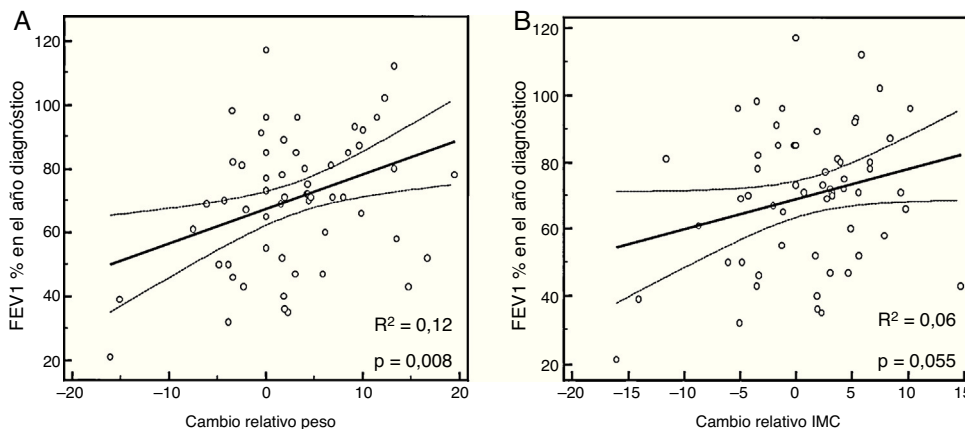 A
FEV1 % en el año diagnóstico
120
100
80
60
40
20
R² = 0,12
p = 0,008
−20 −10 0 10 20
Cambio relativo peso
B
FEV1 % en el año diagnóstico
120
100
80
60
40
20
R² = 0,06
p = 0,055
−20 −15 −10 −5 0 5 10 15
Cambio relativo IMC